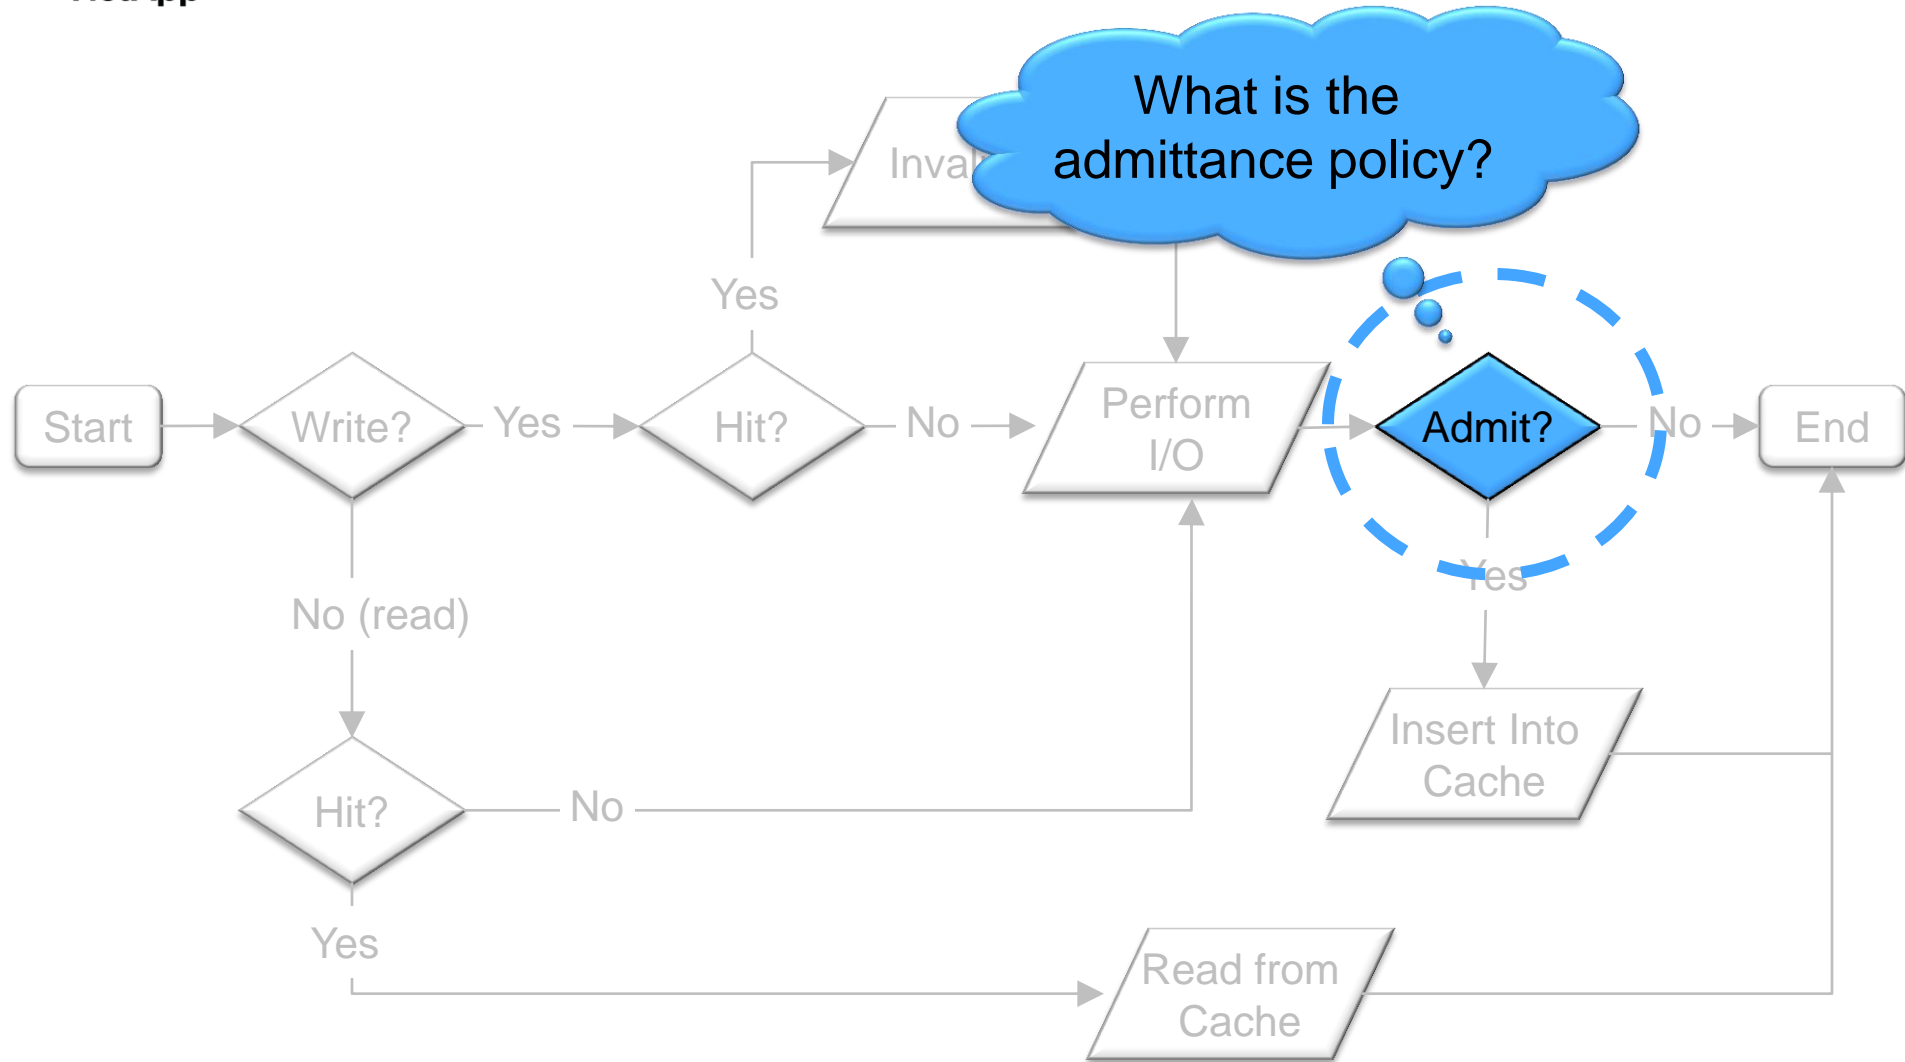 What is the
admittance policy?
Yes
Start
Write?
Yes
Hit?
No
Perform
I/O
Admit?
No
End
Yes
No (read)
Insert Into
Cache
Hit?
No
Yes
Read from
Cache